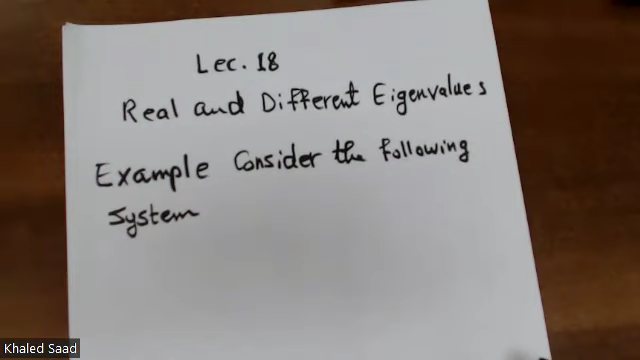 Lec. 18
Real and Different Eigenvalues
Example Consider the following
System
Khaled Saad